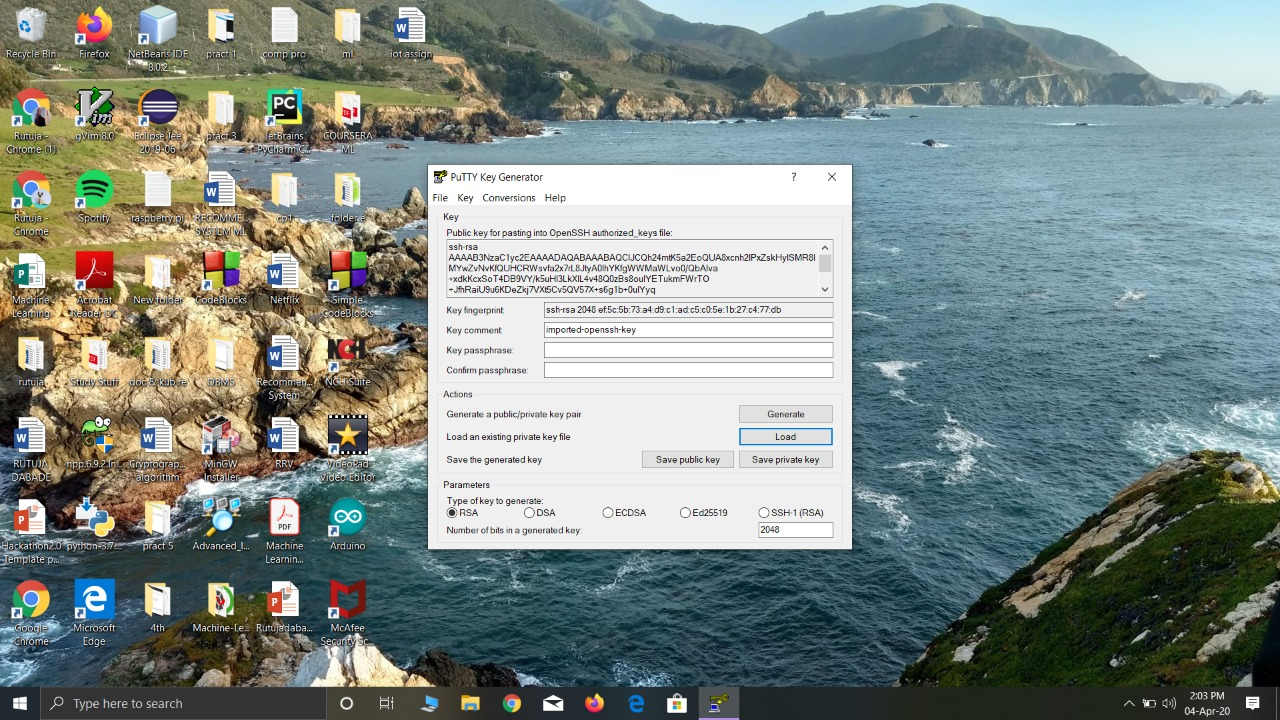 Recycle Bin
Firefox
NetBeans IDE
8.0.2
pract 1
comp pro
ml
iot assign
Rutuja -
Chrome (1)
gVim 8.0
Eclipse Jee
2019-06
pract 3
JetBrains
PyCharm C...
COURSERA
ML
Rutuja -
Chrome
Spotify
raspberry pi
RECOMME...
SYSTEM ML
cp1
folder e
Machine
Learning
Acrobat
Reader DC
New folder
CodeBlocks
Netflix
Simple
CodeBlocks
rutuja
Study Stuff
doc & kub re
DBMS
Recommen...
System
NCH Suite
RUTUJA
DABADE
npp.6.9.2.In...
Cryptograp...
algorithm
MinGW
Installer
RRV
VideoPad
Video Editor
Hackathon2.0
Template p...
python-3.7....
pract 5
Advanced_I...
Machine
Learnin...
Arduino
Google
Chrome
Microsoft
Edge
4th
Machine-Le...
Rutujadaba...
McAfee
Security Sc...
PuTTY Key Generator
File Key Conversions Help
Key
Public key for pasting into OpenSSH authorized_keys file:
ssh-rsa
Key fingerprint: ssh-rsa 2048 ef:5c:5b:73:a4:d9:c1:ad:c5:c0:5e:1b:27:c4:77:db
Key comment: imported-openssh-key
Key passphrase:
Confirm passphrase:
Actions
Generate a public/private key pair Generate
Load an existing private key file Load
Save the generated key Save public key Save private key
Parameters
Type of key to generate:
RSA DSA ECDSA Ed25519 SSH-1 (RSA)
Number of bits in a generated key: 2048
Type here to search
2:03 PM
04-Apr-20